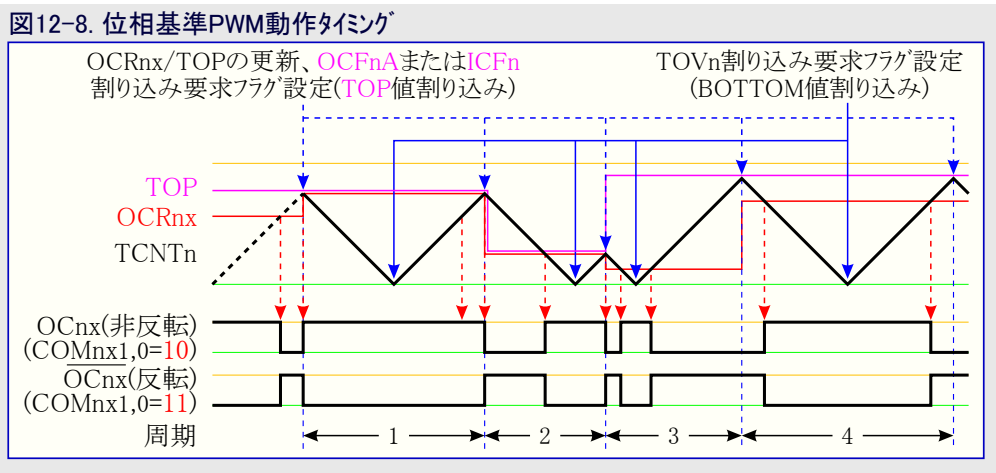 図12-8. 位相基準PWM動作タイミング
OCRnx/TOPの更新、OCFnAまたはICFn
割り込み要求フラグ設定(TOP値割り込み)
TOVn割り込み要求フラグ設定
(BOTTOM値割り込み)
TOP
OCRnx
TCNTn
OCnx(非反転)
(COMnx1,0=10)
OCnx(反転)
(COMnx1,0=11)
周期
1
2
3
4